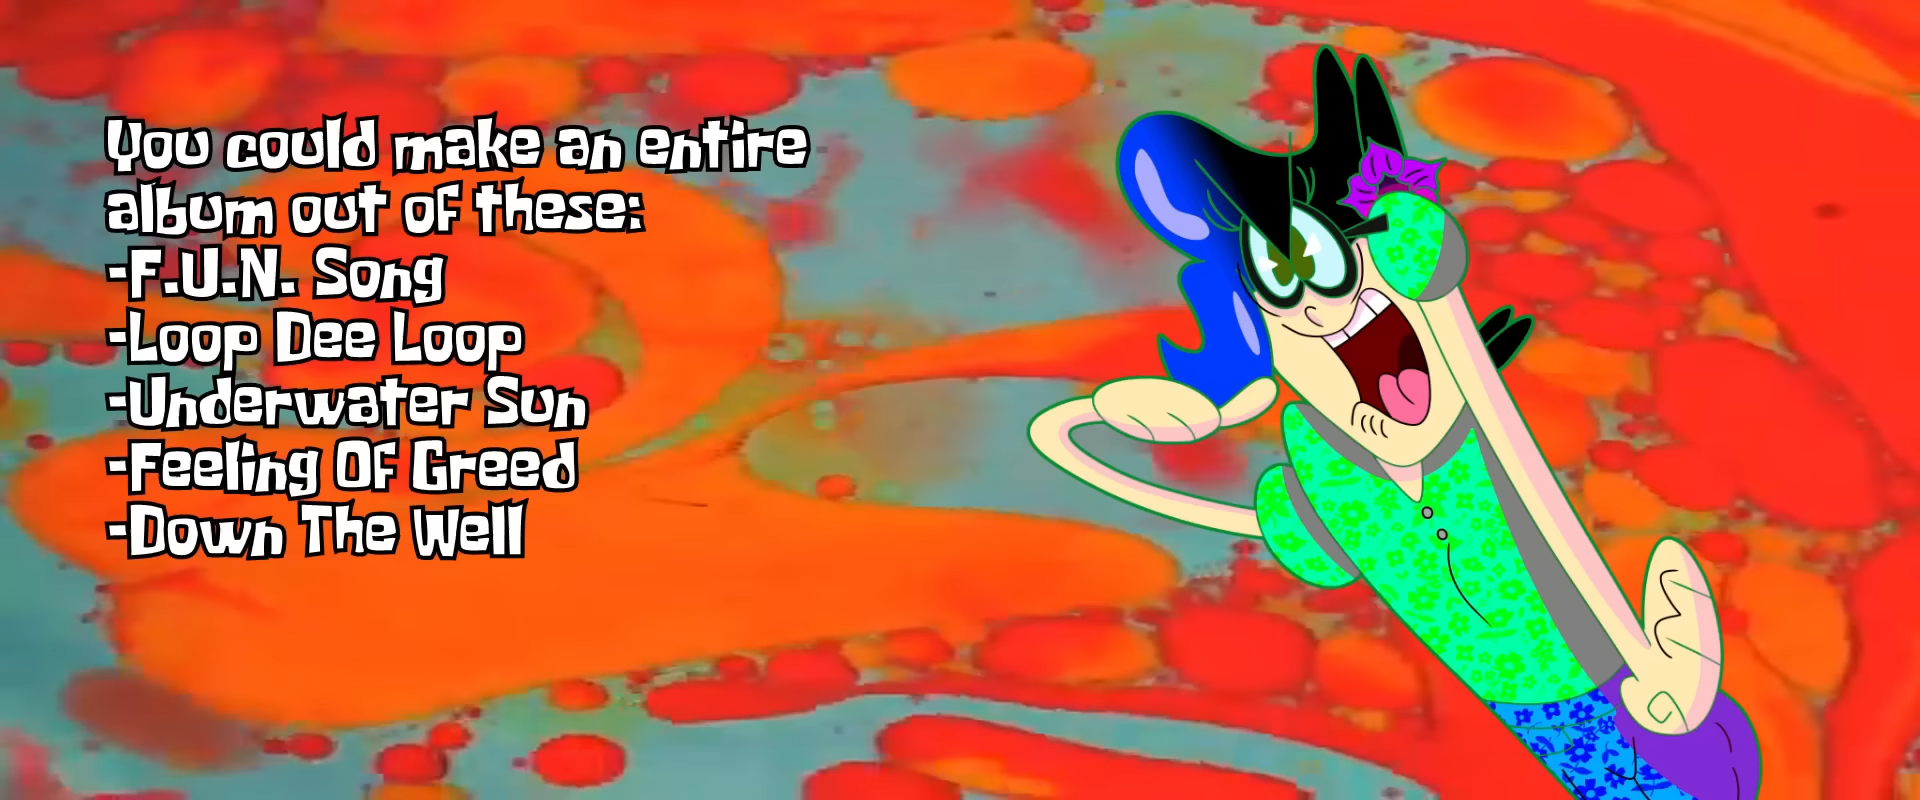 You could make an entire
album out of these:
-F.U.N. Song
-Loop Dee Loop
-Underwater Sun
-Feeling Of Greed
-Down The Well